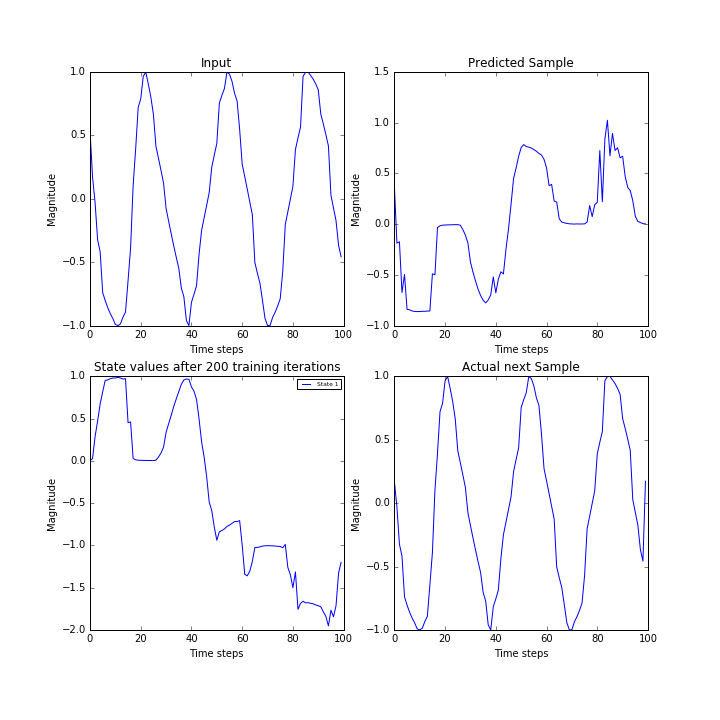 Input
Magnitude
1.0
0.5
0.0
−0.5
−1.0
0 20 40 60 80 100
Time steps
Predicted Sample
Magnitude
1.5
1.0
0.5
0.0
−0.5
−1.0
0 20 40 60 80 100
Time steps
State values after 200 training iterations
State 1
Magnitude
1.0
0.5
0.0
−0.5
−1.0
−1.5
−2.0
0 20 40 60 80 100
Time steps
Actual next Sample
Magnitude
1.0
0.5
0.0
−0.5
−1.0
0 20 40 60 80 100
Time steps